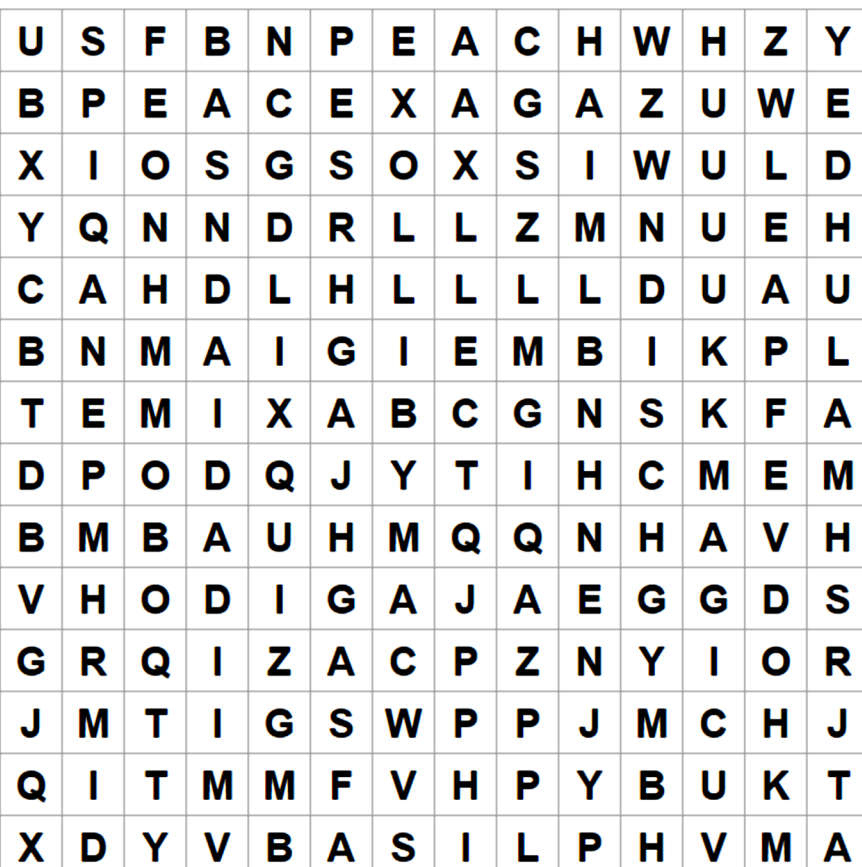 U S F B N P E A C H W H Z Y
B P E A C E X A G A Z U W E
X I O S G S O X S I W U L D
Y Q N N D R L L Z M N U E H
C A H D L H L L L L D U A U
B N M A I G I E M B I K P L
T E M I X A B C G N S K F A
D P O D Q J Y T I H C M E M
B M B A U H M Q Q N H A V H
V H O D I G A J A E G G D S
G R Q I Z A C P Z N Y I O R
J M T I G S W P P J M C H J
Q I T M M F V H P Y B U K T
X D Y V B A S I L P H V M A